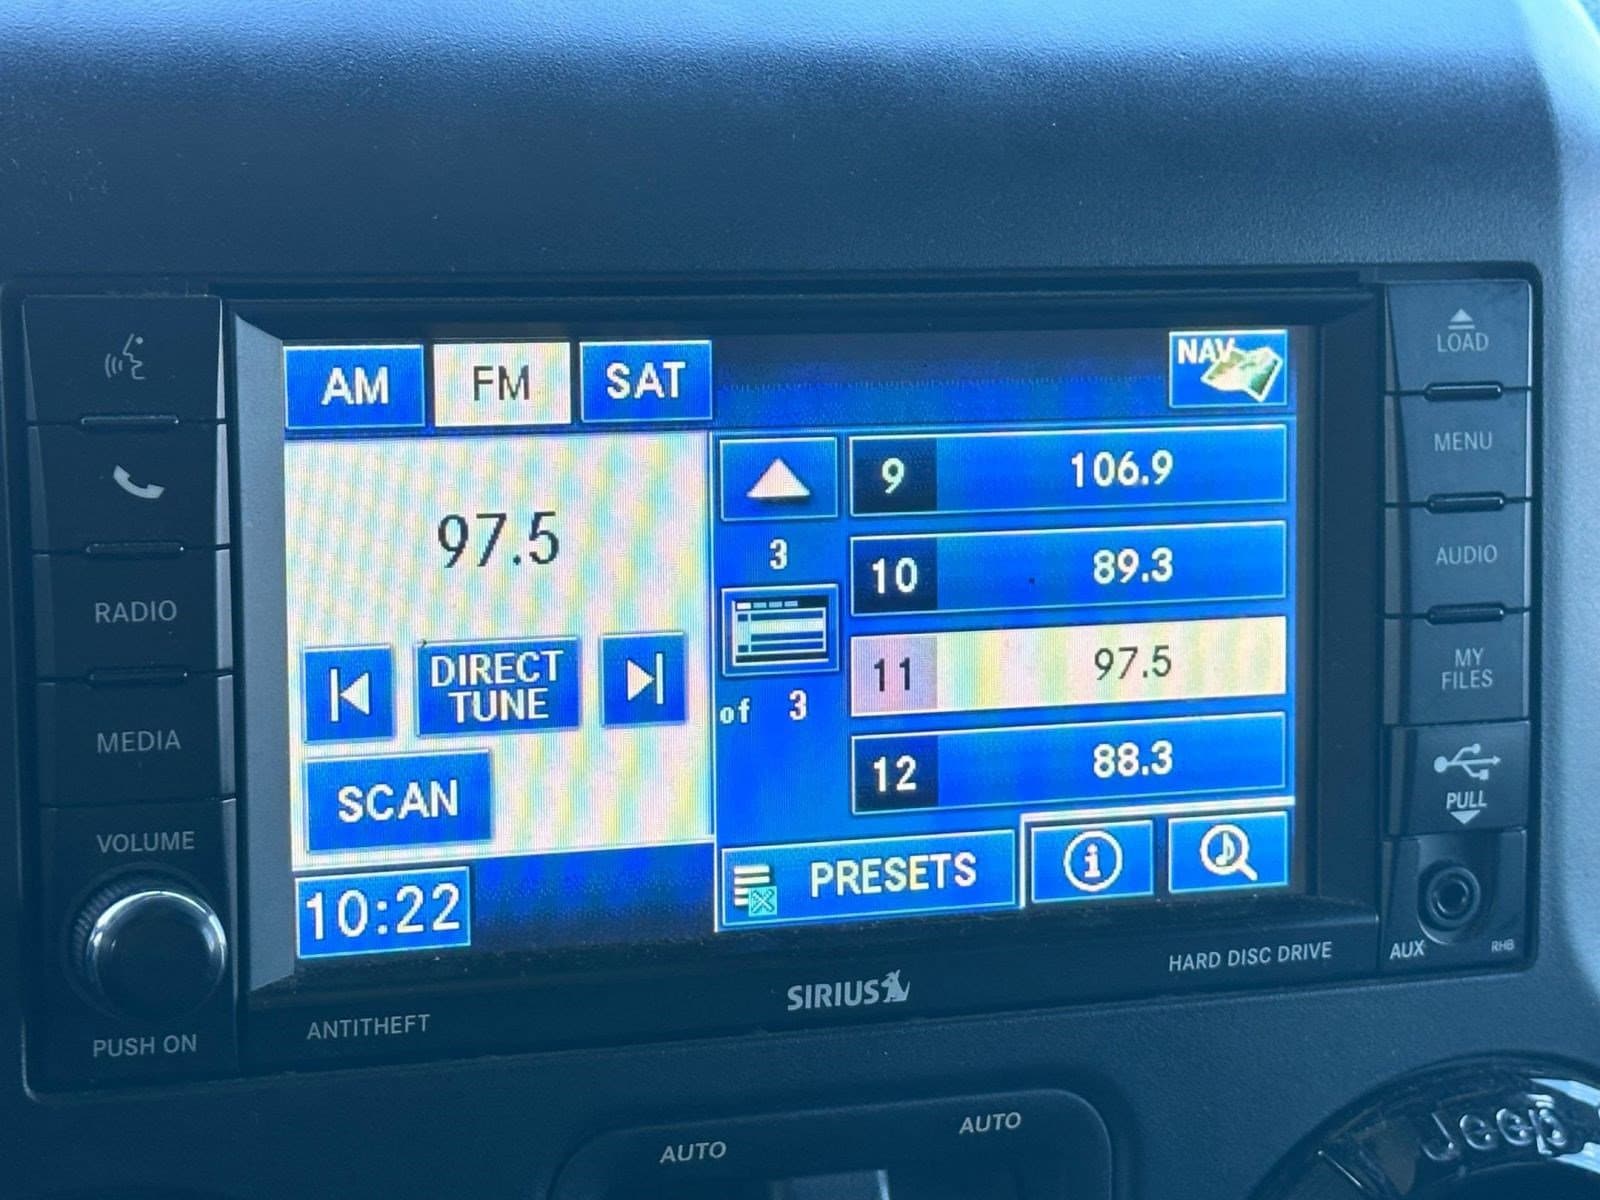 AM
FM
SAT
NAV
97.5
DIRECT
TUNE
SCAN
10:22
3
of 3
9 106.9
10 89.3
11 97.5
12 88.3
PRESETS
RADIO
MEDIA
VOLUME
PUSH ON
LOAD
MENU
AUDIO
MY
FILES
PULL
AUX
RHB
ANTITHEFT
SIRIUS
HARD DISC DRIVE
AUTO
AUTO
Jeep